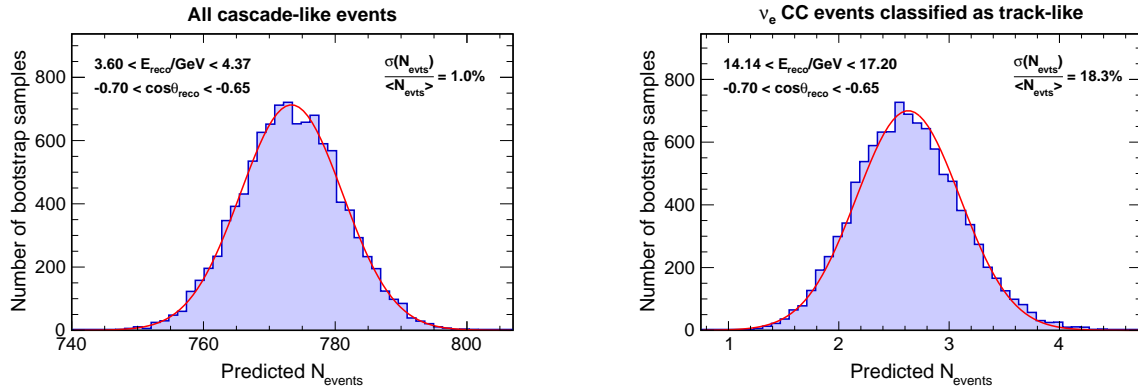 All cascade-like events
3.60 < E_reco/GeV < 4.37
-0.70 < cosθ_reco < -0.65
σ(N_evts)
<N_evts>
= 1.0%
Number of bootstrap samples
800
600
400
200
0
740 760 780 800
Predicted N_events
ν_e CC events classified as track-like
14.14 < E_reco/GeV < 17.20
-0.70 < cosθ_reco < -0.65
σ(N_evts)
<N_evts>
= 18.3%
Number of bootstrap samples
800
600
400
200
0
1 2 3 4
Predicted N_events